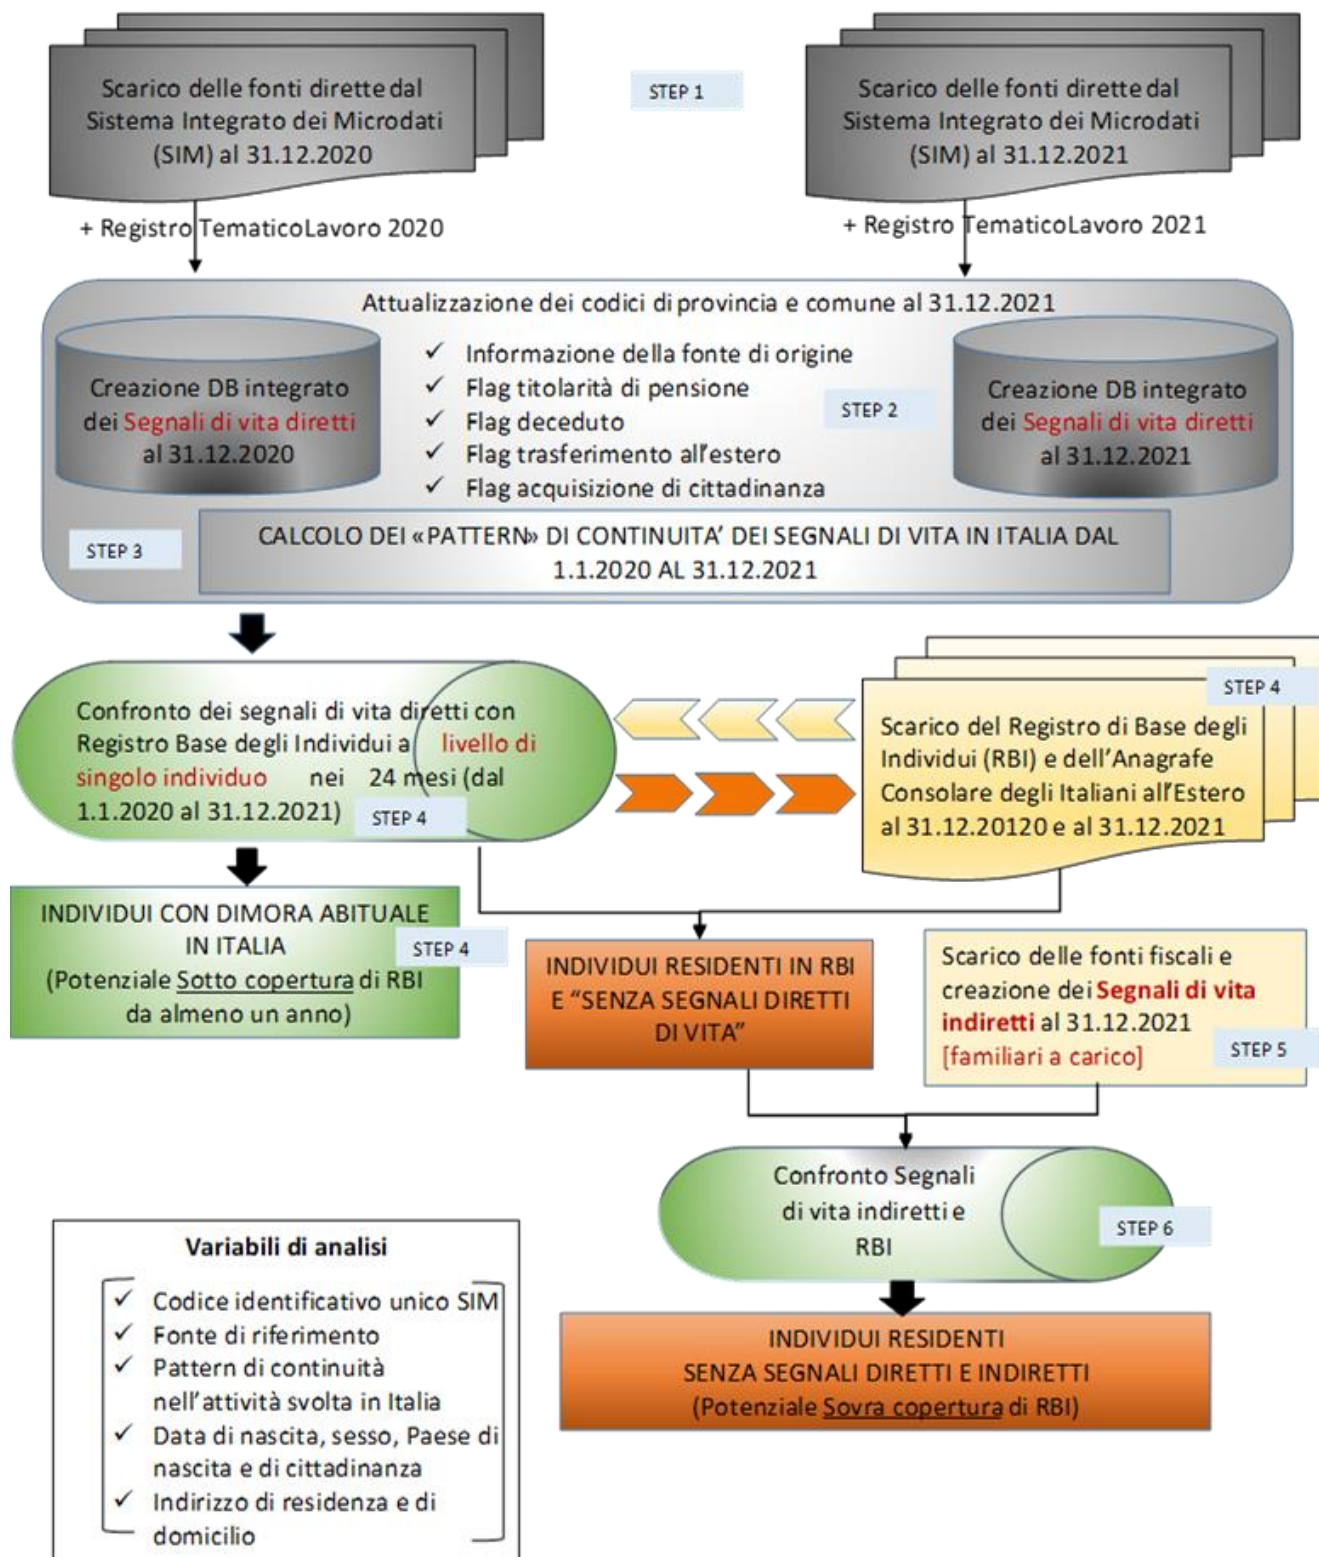 Scarico delle fonti dirette dal
Sistema Integrato dei Microdati
(SIM) al 31.12.2020
STEP 1
Scarico delle fonti dirette dal
Sistema Integrato dei Microdati
(SIM) al 31.12.2021
+ Registro TematicoLavoro 2020
+ Registro TematicoLavoro 2021
Attualizzazione dei codici di provincia e comune al 31.12.2021
Creazione DB integrato
dei Segnali di vita diretti
al 31.12.2020
✓ Informazione della fonte di origine
✓ Flag titolarità di pensione
✓ Flag deceduto
✓ Flag trasferimento all'estero
✓ Flag acquisizione di cittadinanza
STEP 2
Creazione DB integrato
dei Segnali di vita diretti
al 31.12.2021
STEP 3
CALCOLO DEI «PATTERN» DI CONTINUITA' DEI SEGNALI DI VITA IN ITALIA DAL
1.1.2020 AL 31.12.2021
Confronto dei segnali di vita diretti con
Registro Base degli Individui a livello di
singolo individuo nei 24 mesi (dal
1.1.2020 al 31.12.2021)
STEP 4
STEP 4
Scarico del Registro di Base degli
Individui (RBI) e dell'Anagrafe
Consolare degli Italiani all'Estero
al 31.12.20120 e al 31.12.2021
INDIVIDUI CON DIMORA ABITUALE
IN ITALIA
(Potenziale Sotto copertura di RBI
da almeno un anno)
STEP 4
INDIVIDUI RESIDENTI IN RBI
E "SENZA SEGNALI DIRETTI
DI VITA"
Scarico delle fonti fiscali e
creazione dei Segnali di vita
indiretti al 31.12.2021
[familiari a carico]
STEP 5
Confronto Segnali
di vita indiretti e
RBI
STEP 6
INDIVIDUI RESIDENTI
SENZA SEGNALI DIRETTI E INDIRETTI
(Potenziale Sovra copertura di RBI)
Variabili di analisi
✓ Codice identificativo unico SIM
✓ Fonte di riferimento
✓ Pattern di continuità
nell'attività svolta in Italia
✓ Data di nascita, sesso, Paese di
nascita e di cittadinanza
✓ Indirizzo di residenza e di
domicilio